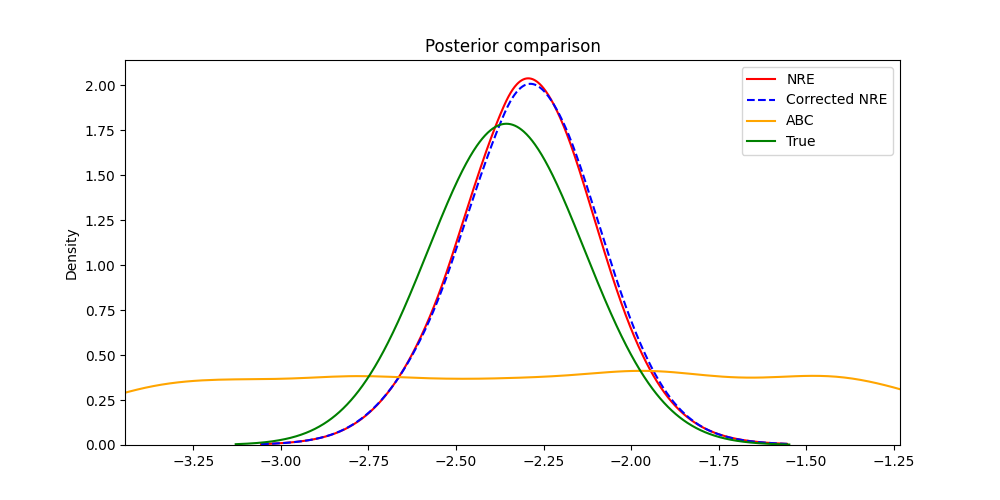 Posterior comparison
NRE
Corrected NRE
ABC
True
Density
2.00
1.75
1.50
1.25
1.00
0.75
0.50
0.25
0.00
−3.25 −3.00 −2.75 −2.50 −2.25 −2.00 −1.75 −1.50 −1.25